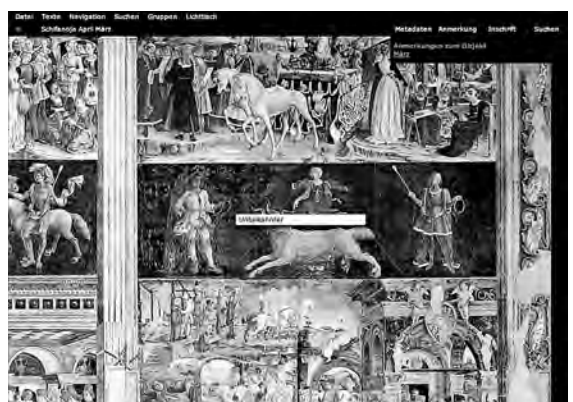 Datei Texte Navigation Suchen Gruppen Lichttisch
Schifanoja April März
Metadaten Anmerkung Inschrift Suchen
Anmerkungen zum Objekt
März
Unbekannter